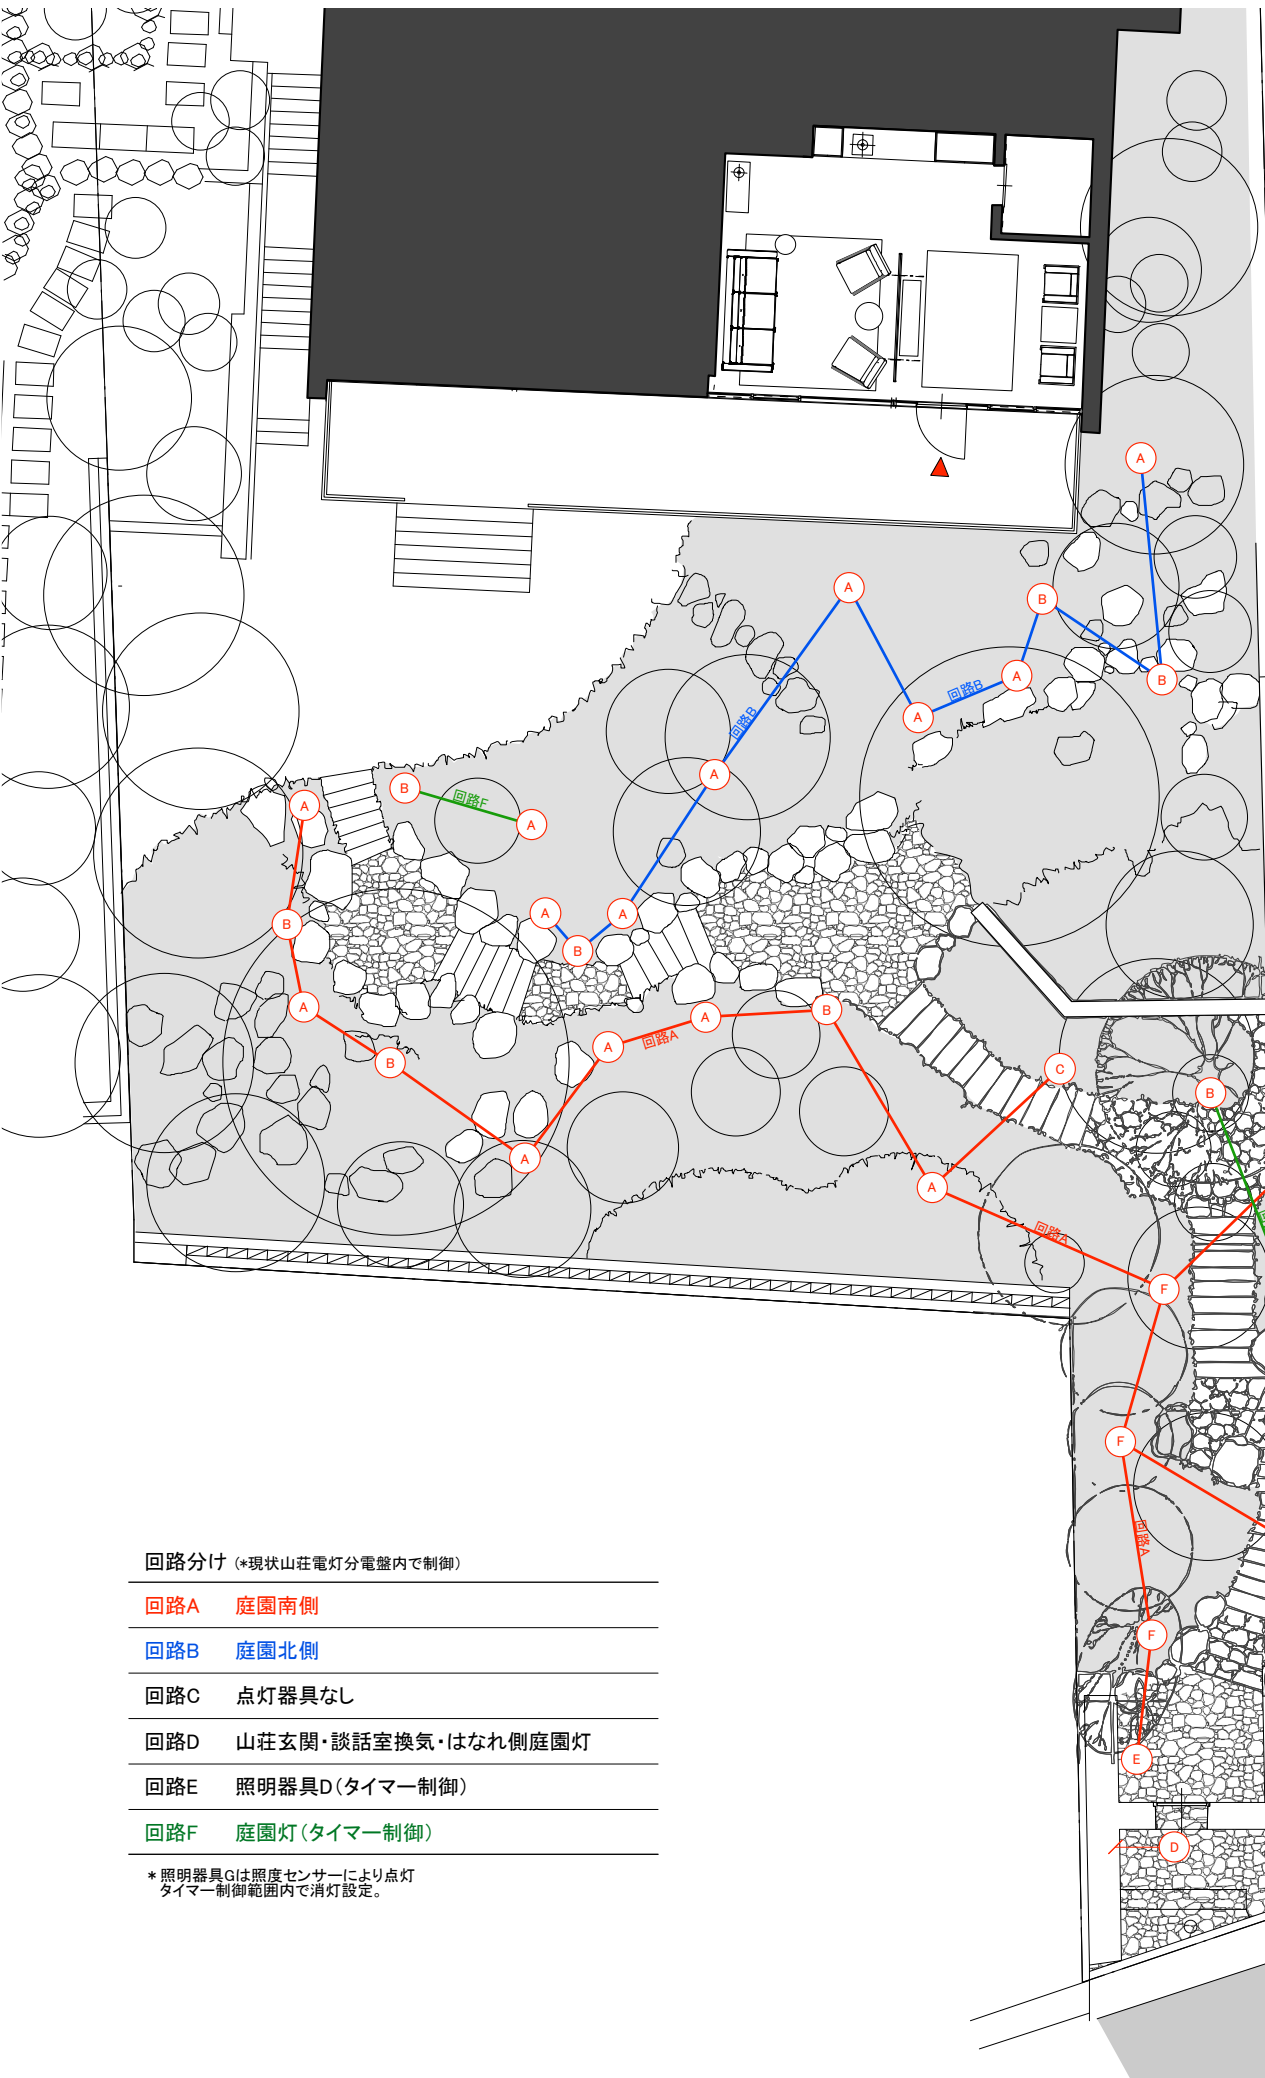 A
A
B
A
B
A
回路B
A
回路B
A
B
回路F
A
A
A
A
B
B
A
A
回路A
A
B
B
C
B
A
A
回路A
F
F
回路A
F
E
D
回路分け (*現状山荘電灯分電盤内で制御)
回路A 庭園南側
回路B 庭園北側
回路C 点灯器具なし
回路D 山荘玄関・談話室換気・はなれ側庭園灯
回路E 照明器具D(タイマー制御)
回路F 庭園灯(タイマー制御)
*照明器具Gは照度センサーにより点灯
タイマー制御範囲内で消灯設定。